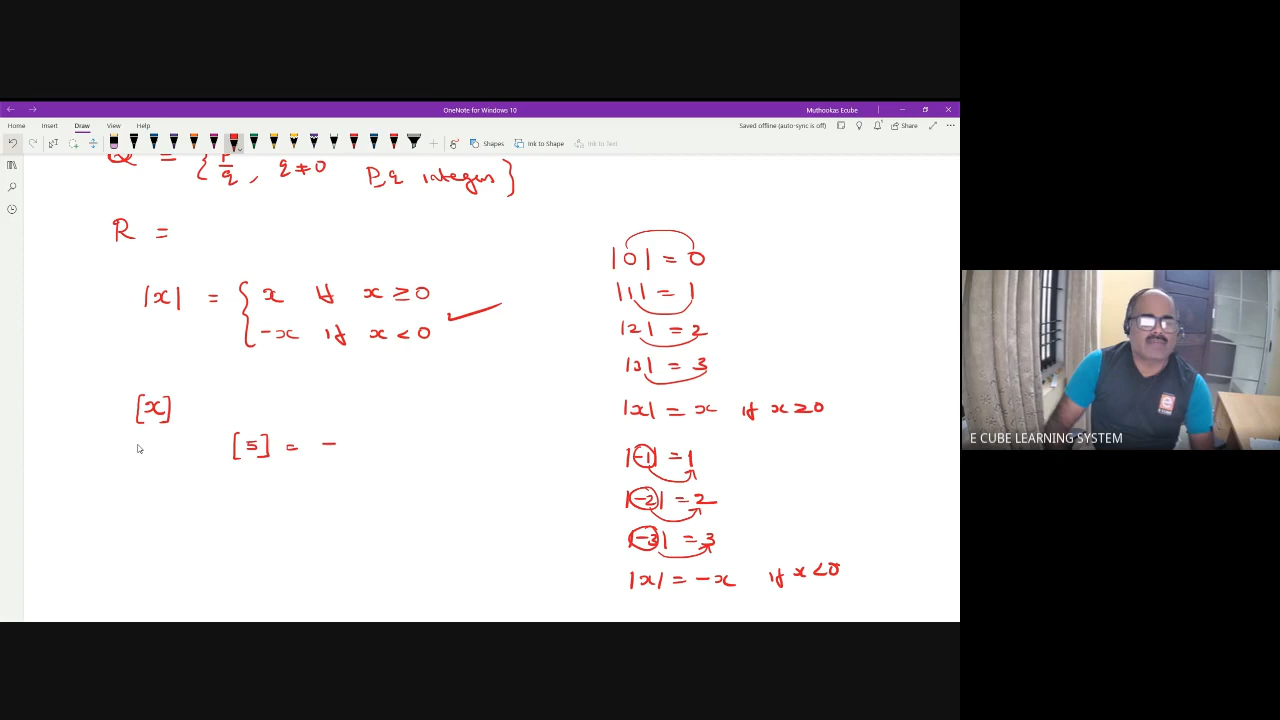 OneNote for Windows 10
Muthookas Ecube
Home Insert Draw View Help
Saved offline (auto-sync is off)
Share
Shapes
Ink to Shape
Ink to Text
Q = { p/q, q ≠ 0 P, q integers }
R =
|x| = { x if x ≥ 0
-x if x < 0
[x]
[5] = -
|0| = 0
|1| = 1
|2| = 2
|3| = 3
|x| = x if x ≥ 0
|-1| = 1
|-2| = 2
|-3| = 3
|x| = -x if x < 0
E CUBE LEARNING SYSTEM